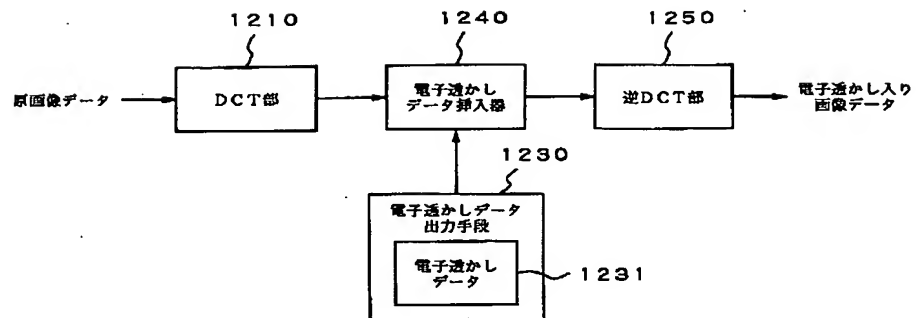 1210
1240
1250
原画像データ
DCT部
電子透かし
データ挿入器
逆DCT部
電子透かし入り
画像データ
1230
電子透かしデータ
出力手段
電子透かし
データ
1231